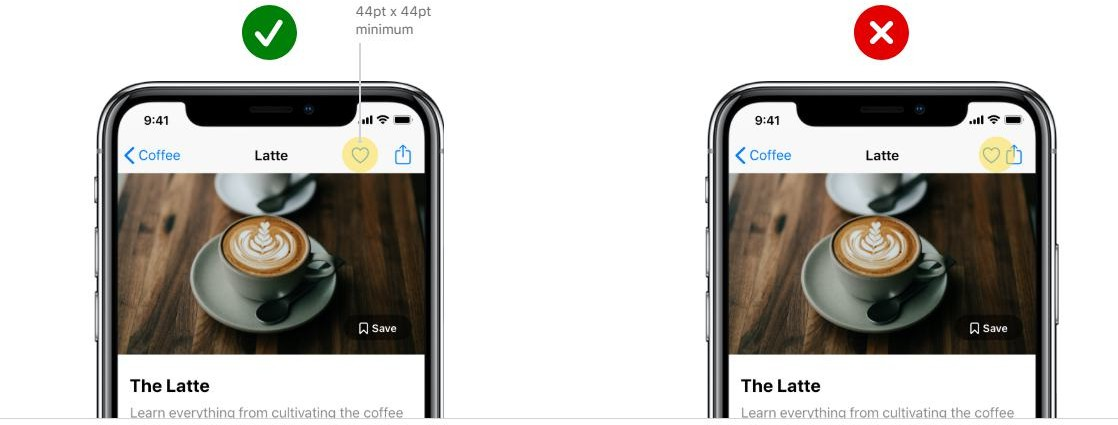 44pt x 44pt
minimum
9:41
Coffee
Latte
Save
The Latte
Learn everything from cultivating the coffee
9:41
Coffee
Latte
Save
The Latte
Learn everything from cultivating the coffee